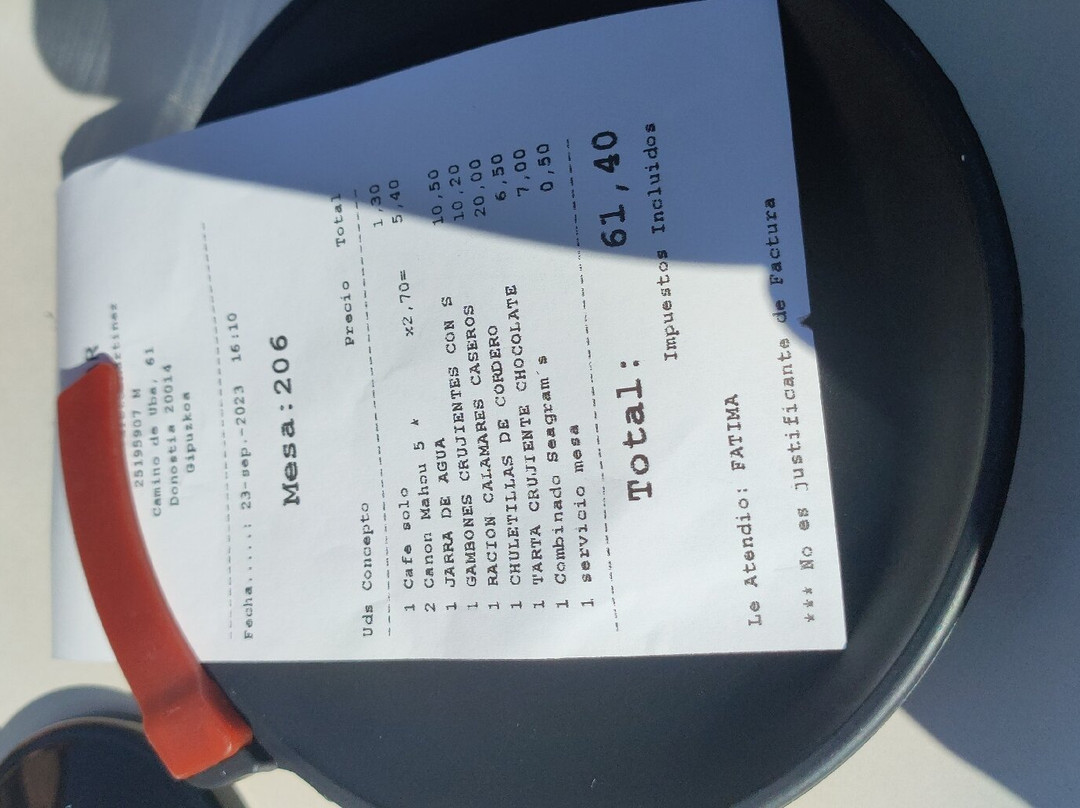 R
artinez
25195907 M
Camino de Uba, 61
Donostia 20014
Gipuzkoa
Fecha.....: 23-sep.-2023 16:10
Mesa:206
Uds Concepto Precio Total
1 Cafe solo 1,30
2 Canon Mahou 5 * x2,70= 5,40
1 JARRA DE AGUA
1 GAMBONES CRUJIENTES CON S 10,50
1 RACION CALAMARES CASEROS 10,20
1 CHULETILLAS DE CORDERO 20,00
1 TARTA CRUJIENTE CHOCOLATE 6,50
1 Combinado Seagram´s 7,00
1 servicio mesa 0,50
Total: 61,40
Impuestos Incluidos
Le Atendio: FATIMA
*** No es justificante de Factura